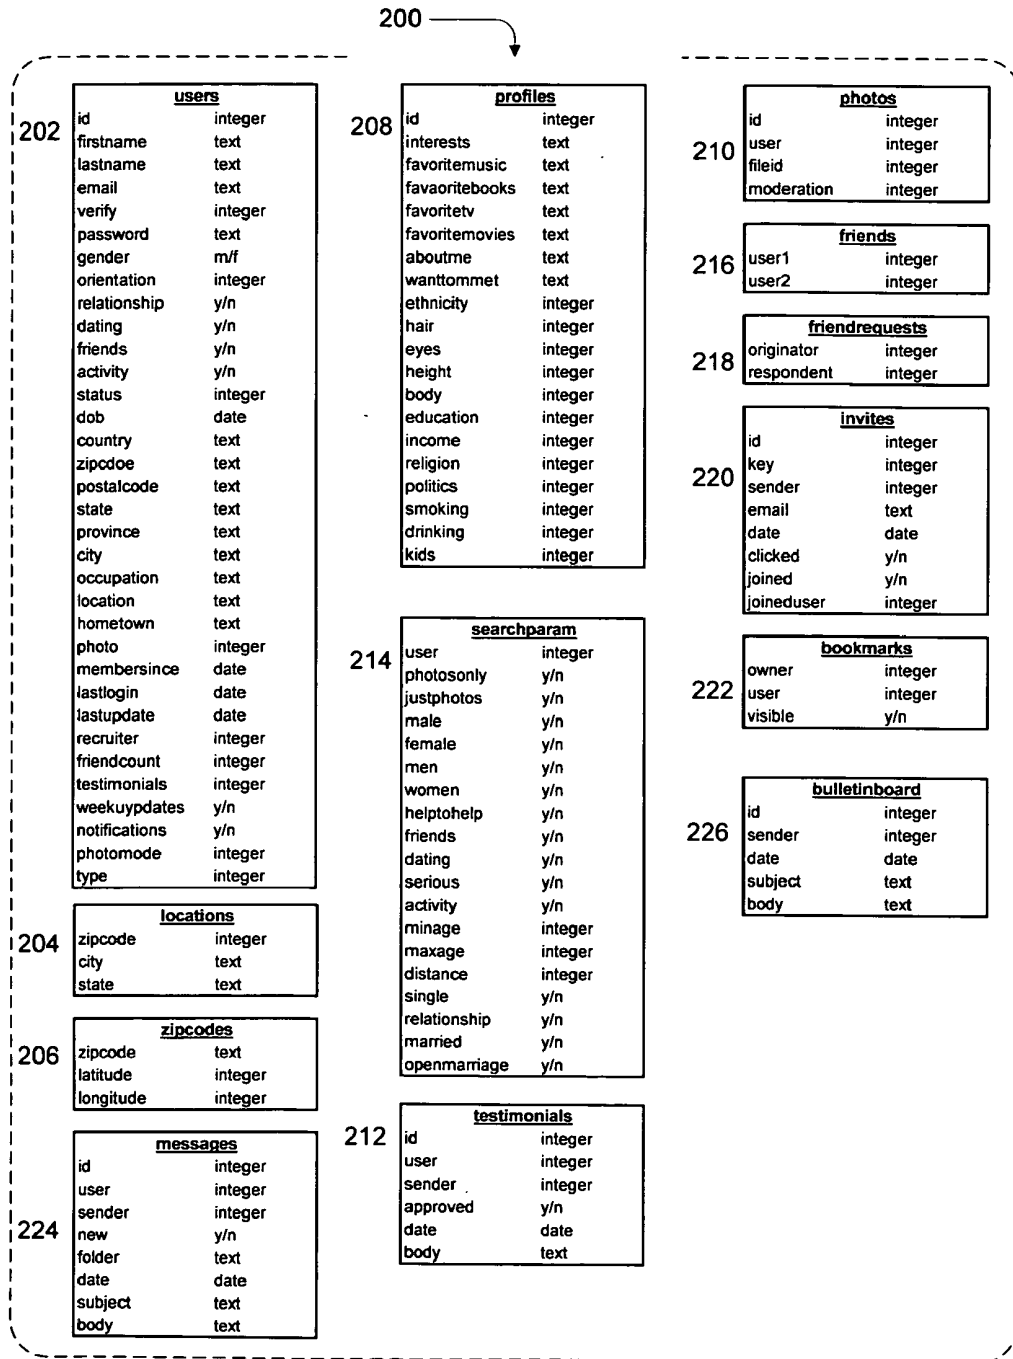 200
users
202
id integer
firstname text
lastname text
email text
verify integer
password text
gender m/f
orientation integer
relationship y/n
dating y/n
friends y/n
activity y/n
status integer
dob date
country text
zipcdoe text
postalcode text
state text
province text
city text
occupation text
location text
hometown text
photo integer
membersince date
lastlogin date
lastupdate date
recruiter integer
friendcount integer
testimonials integer
weekuypdates y/n
notifications y/n
photomode integer
type integer
locations
204
zipcode integer
city text
state text
zipcodes
206
zipcode text
latitude integer
longitude integer
messages
224
id integer
user integer
sender integer
new y/n
folder text
date date
subject text
body text
profiles
208
id integer
interests text
favoritemusic text
favaoritebooks text
favoritetv text
favoritemovies text
aboutme text
wanttommet text
ethnicity integer
hair integer
eyes integer
height integer
body integer
education integer
income integer
religion integer
politics integer
smoking integer
drinking integer
kids integer
searchparam
214
user integer
photosonly y/n
justphotos y/n
male y/n
female y/n
men y/n
women y/n
helptohelp y/n
friends y/n
dating y/n
serious y/n
activity y/n
minage integer
maxage integer
distance integer
single y/n
relationship y/n
married y/n
openmarriage y/n
testimonials
212
id integer
user integer
sender integer
approved y/n
date date
body text
photos
210
id integer
user integer
fileid integer
moderation integer
friends
216
user1 integer
user2 integer
friendrequests
218
originator integer
respondent integer
invites
220
id integer
key integer
sender integer
email text
date date
clicked y/n
joined y/n
joineduser integer
bookmarks
222
owner integer
user integer
visible y/n
bulletinboard
226
id integer
sender integer
date date
subject text
body text